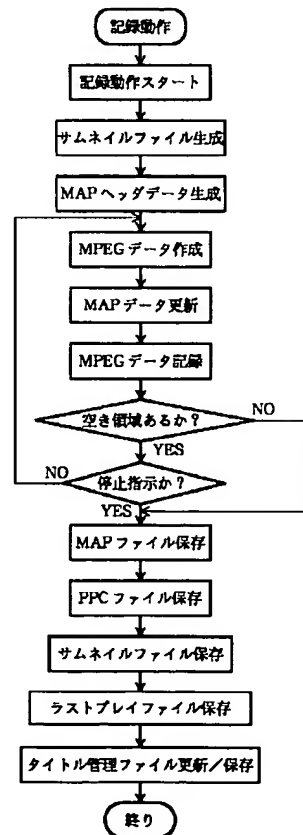 記録動作
記録動作スタート
サムネイルファイル生成
MAPヘッダデータ生成
MPEGデータ作成
MAPデータ更新
MPEGデータ記録
空き領域あるか?
NO
YES
停止指示か?
NO
YES
MAPファイル保存
PPCファイル保存
サムネイルファイル保存
ラストプレイファイル保存
タイトル管理ファイル更新/保存
終り